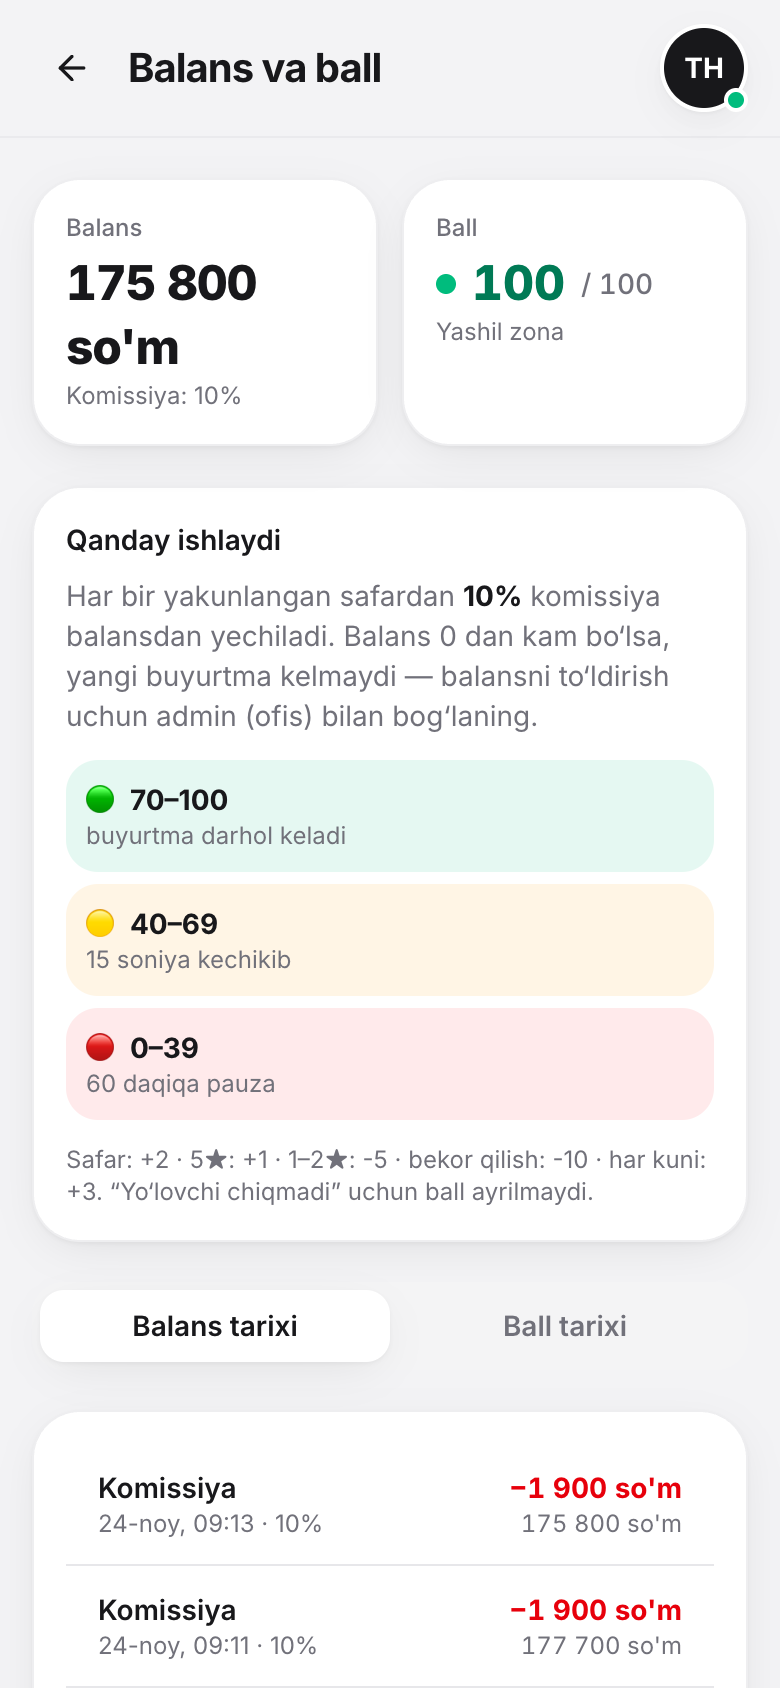 Balans va ball
TH
Balans
175 800
so'm
Komissiya: 10%
Ball
100 / 100
Yashil zona
Qanday ishlaydi
Har bir yakunlangan safardan 10% komissiya
balansdan yechiladi. Balans 0 dan kam bo‘lsa,
yangi buyurtma kelmaydi — balansni to‘ldirish
uchun admin (ofis) bilan bog‘laning.
70–100
buyurtma darhol keladi
40–69
15 soniya kechikib
0–39
60 daqiqa pauza
Safar: +2 · 5★: +1 · 1–2★: -5 · bekor qilish: -10 · har kuni:
+3. “Yo‘lovchi chiqmadi” uchun ball ayrilmaydi.
Balans tarixi
Ball tarixi
Komissiya −1 900 so'm
24-noy, 09:13 · 10% 175 800 so'm
Komissiya −1 900 so'm
24-noy, 09:11 · 10% 177 700 so'm